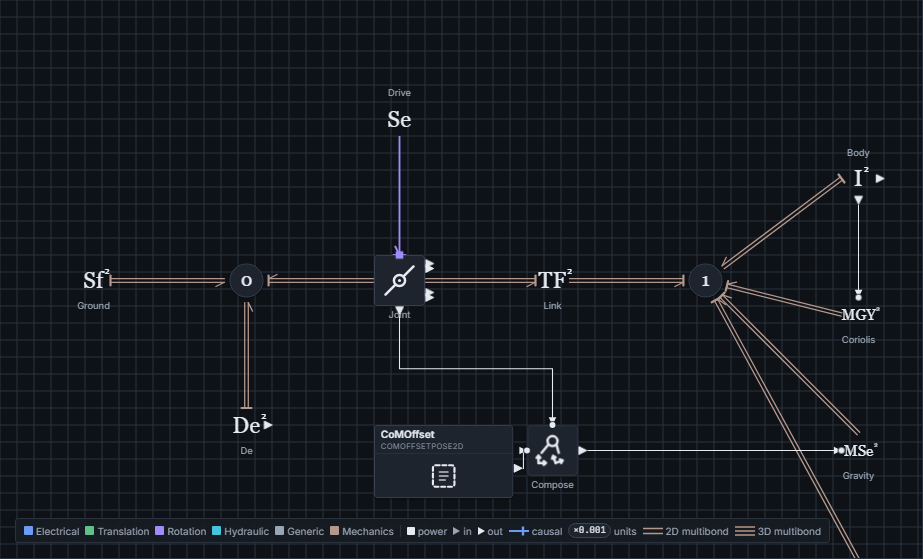 Drive
Se
Body
I²
Sf²
Ground
0
Joint
TF²
Link
1
MGY²
Coriolis
De²
De
CoMOffset
COMOFFSETPOSE2D
Compose
MSe²
Gravity
Electrical Translation Rotation Hydraulic Generic Mechanics power in out causal ×0.001 units 2D multibond 3D multibond